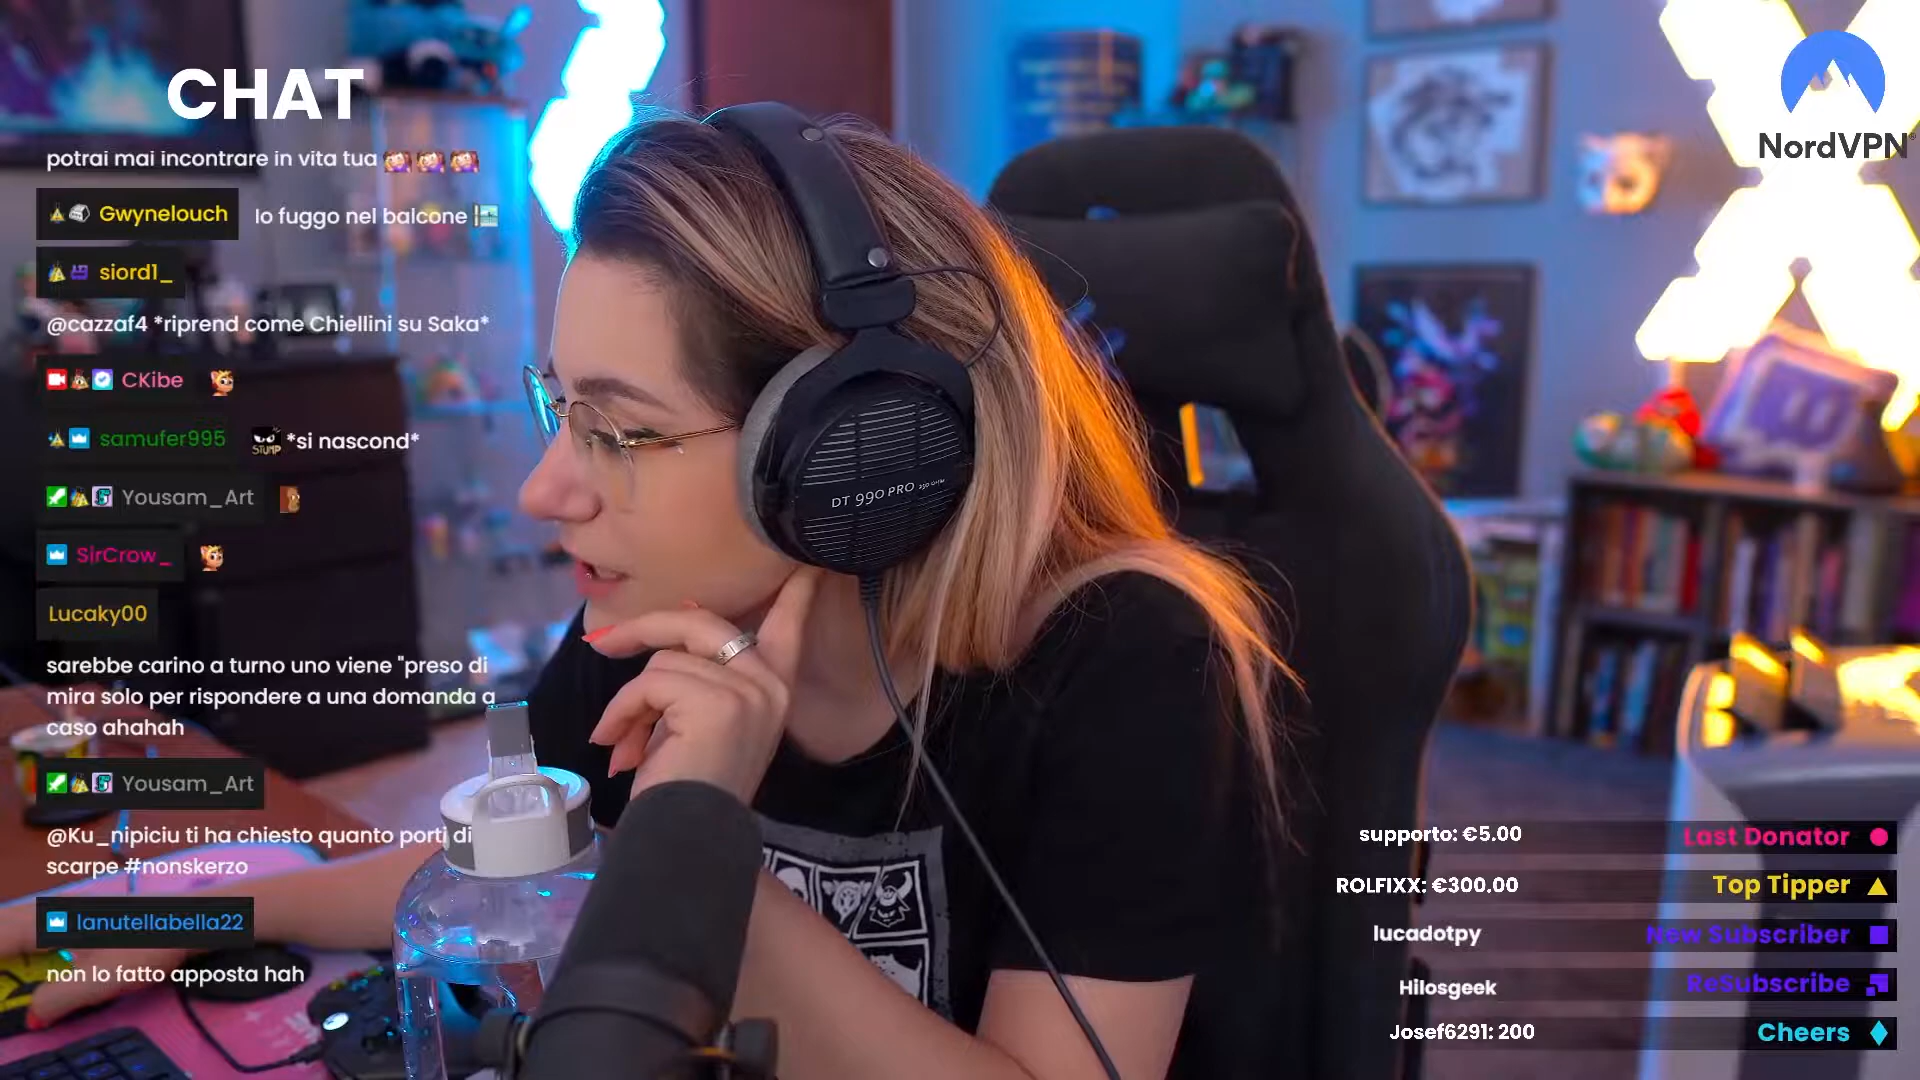 CHAT
potrai mai incontrare in vita tua
Gwynelouch Io fuggo nel balcone
siord1_
@cazzaf4 *riprend come Chiellini su Saka*
CKibe
samufer995 STUMP *si nascond*
Yousam_Art
SirCrow_
Lucaky00
sarebbe carino a turno uno viene "preso di
mira solo per rispondere a una domanda a
caso ahahah
Yousam_Art
@Ku_nipiciu ti ha chiesto quanto porti di
scarpe #nonskerzo
lanutellabella22
non lo fatto apposta hah
DT 990 PRO
NordVPN®
supporto: €5.00 Last Donator
ROLFIXX: €300.00 Top Tipper
lucadotpy New Subscriber
Hilosgeek ReSubscribe
Josef6291: 200 Cheers